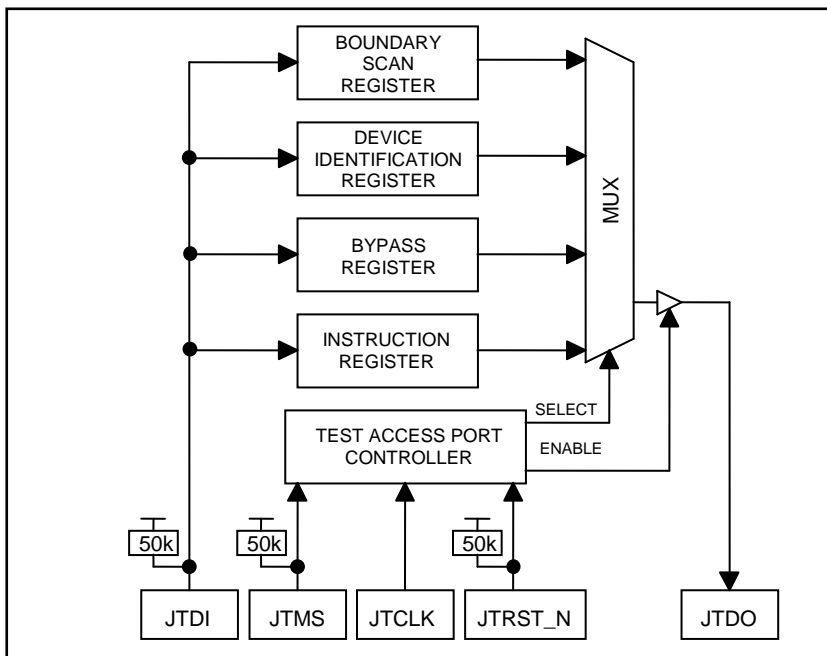 BOUNDARY
SCAN
REGISTER
DEVICE
IDENTIFICATION
REGISTER
BYPASS
REGISTER
INSTRUCTION
REGISTER
MUX
SELECT
TEST ACCESS PORT
CONTROLLER
ENABLE
50k
50k
50k
JTDI
JTMS
JTCLK
JTRST_N
JTDO